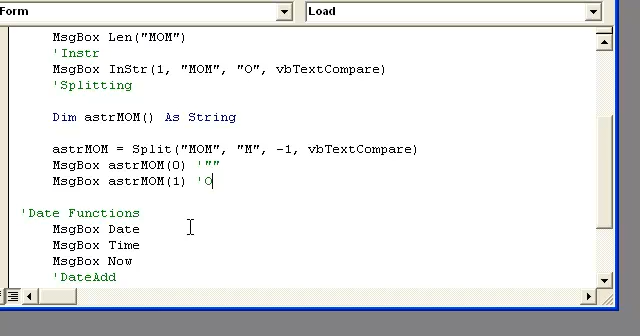 Form
Load
MsgBox Len("MOM")
'Instr
MsgBox InStr(1, "MOM", "O", vbTextCompare)
'Splitting
Dim astrMOM() As String
astrMOM = Split("MOM", "M", -1, vbTextCompare)
MsgBox astrMOM(0) '""
MsgBox astrMOM(1) 'O
'Date Functions
MsgBox Date
MsgBox Time
MsgBox Now
'DateAdd